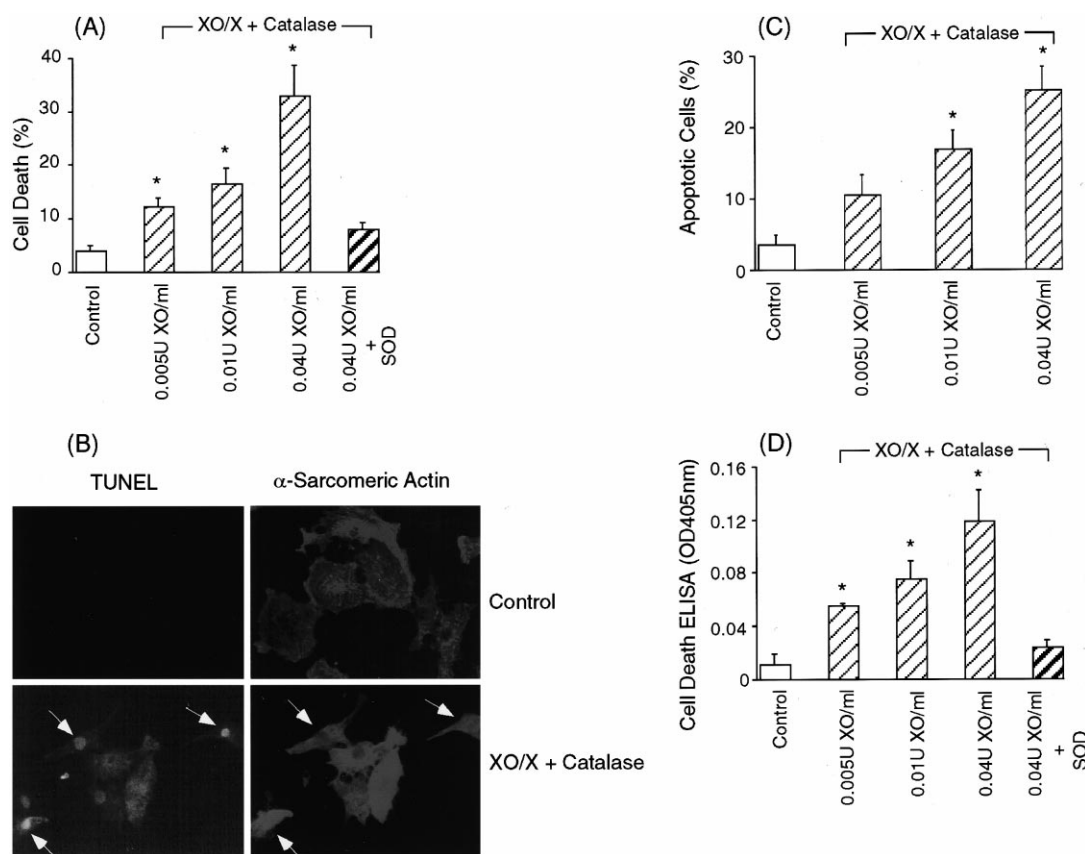 (A)
XO/X + Catalase
Cell Death (%)
40
30
20
10
0
*
*
*
Control
0.005U XO/ml
0.01U XO/ml
0.04U XO/ml
0.04U XO/ml
+
SOD
(B)
TUNEL
α-Sarcomeric Actin
Control
XO/X + Catalase
(C)
XO/X + Catalase
Apoptotic Cells (%)
30
20
10
0
*
*
Control
0.005U XO/ml
0.01U XO/ml
0.04U XO/ml
(D)
XO/X + Catalase
Cell Death ELISA (OD405nm)
0.16
0.12
0.08
0.04
0
*
*
*
Control
0.005U XO/ml
0.01U XO/ml
0.04U XO/ml
0.04U XO/ml
+
SOD